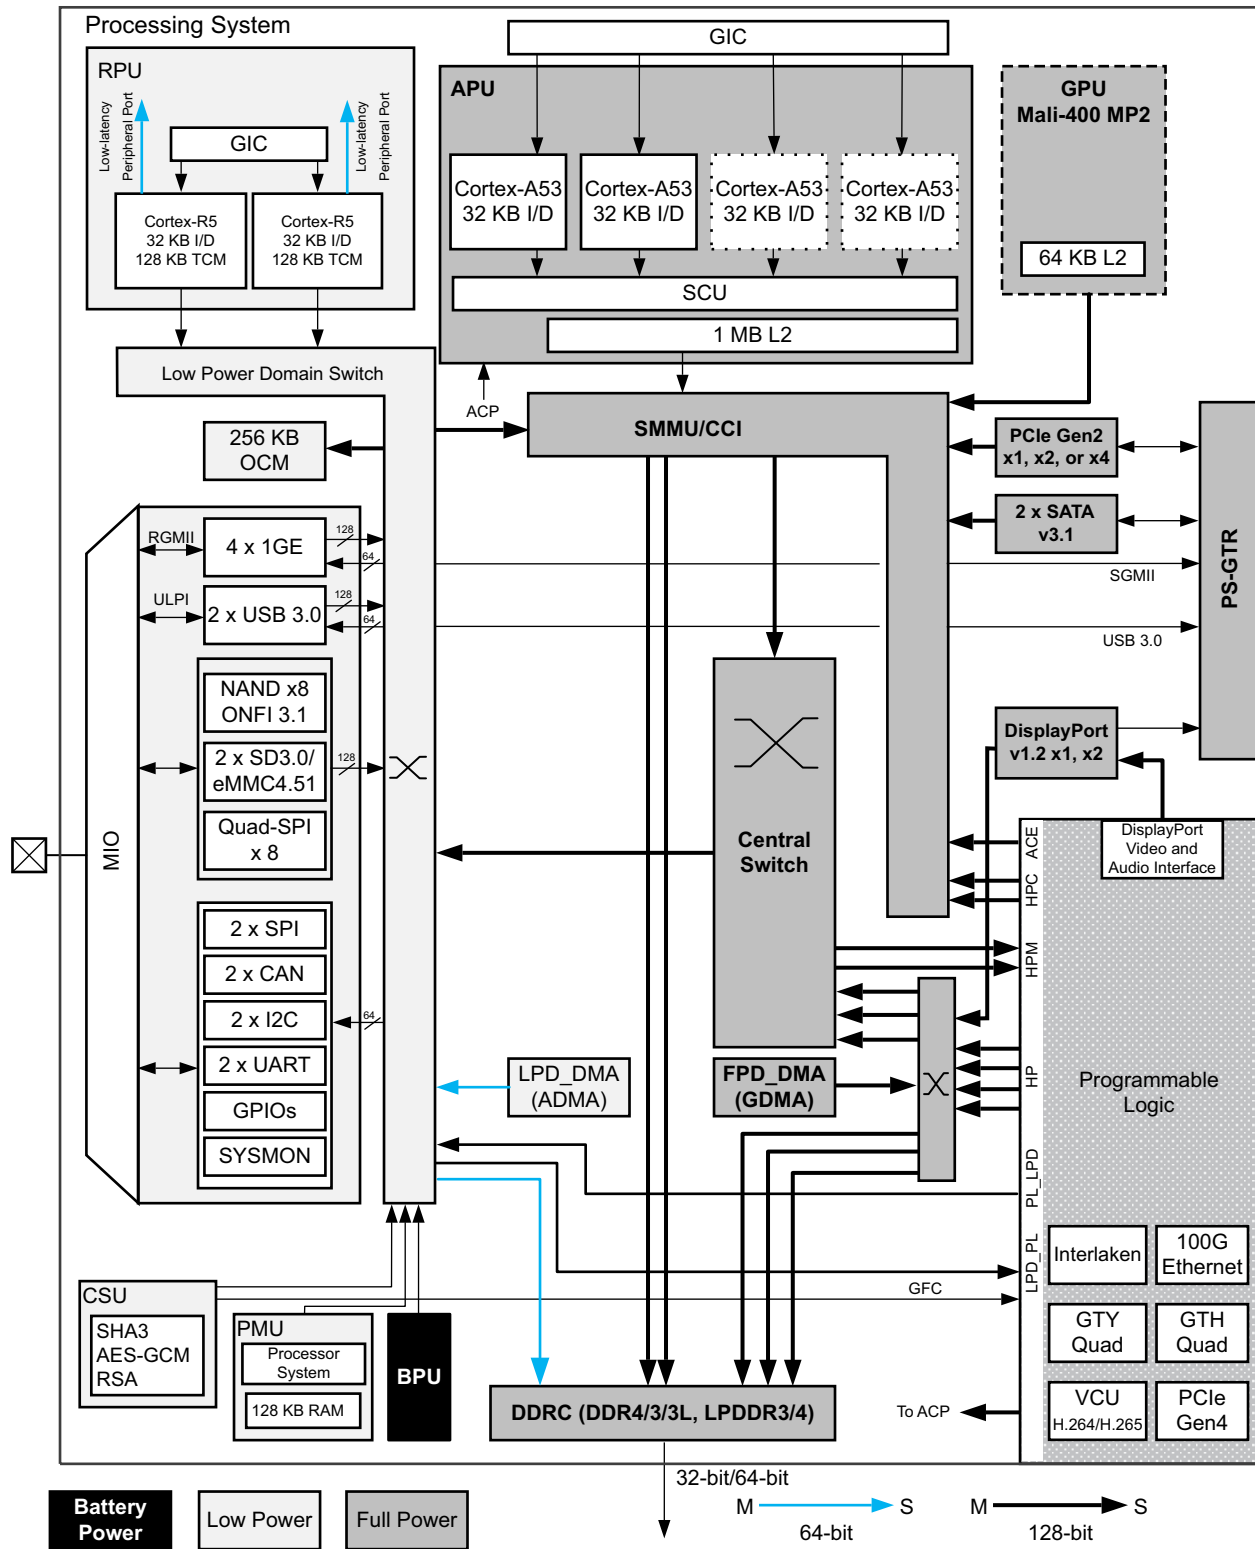 Processing System
RPU
Low-latency
Peripheral Port
GIC
Low-latency
Peripheral Port
Cortex-R5
32 KB I/D
128 KB TCM
Cortex-R5
32 KB I/D
128 KB TCM
GIC
APU
Cortex-A53
32 KB I/D
Cortex-A53
32 KB I/D
Cortex-A53
32 KB I/D
Cortex-A53
32 KB I/D
SCU
1 MB L2
GPU
Mali-400 MP2
64 KB L2
Low Power Domain Switch
ACP
SMMU/CCI
256 KB
OCM
PCIe Gen2
x1, x2, or x4
2 x SATA
v3.1
PS-GTR
RGMII
4 x 1GE
128
64
SGMII
ULPI
2 x USB 3.0
128
64
USB 3.0
NAND x8
ONFI 3.1
2 x SD3.0/
eMMC4.51
128
Quad-SPI
x 8
MIO
Central
Switch
DisplayPort
v1.2 x1, x2
DisplayPort
Video and
Audio Interface
ACE
HPC
HPM
HP
PL_LPD
LPD_PL
2 x SPI
2 x CAN
2 x I2C
64
2 x UART
GPIOs
SYSMON
LPD_DMA
(ADMA)
FPD_DMA
(GDMA)
Programmable
Logic
Interlaken
100G
Ethernet
GTY
Quad
GTH
Quad
VCU
H.264/H.265
PCIe
Gen4
GFC
CSU
SHA3
AES-GCM
RSA
PMU
Processor
System
128 KB RAM
BPU
DDRC (DDR4/3/3L, LPDDR3/4)
To ACP
32-bit/64-bit
Battery
Power
Low Power
Full Power
M
S
64-bit
M
S
128-bit